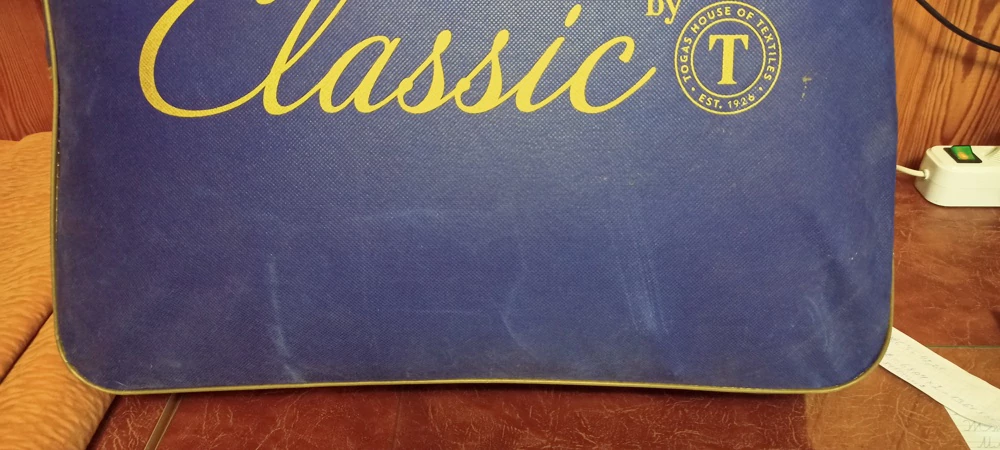 by
Classic
TOGAS HOUSE OF TEXTILES
T
EST. 1926